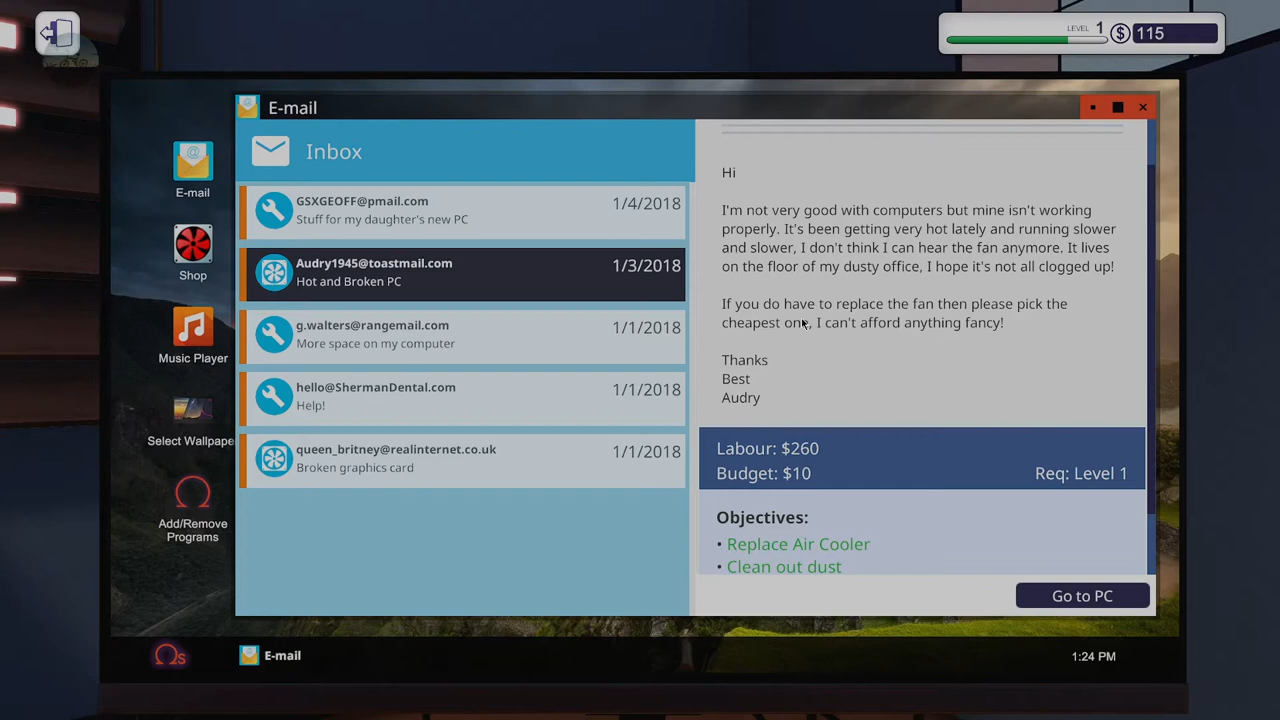 LEVEL 1
$ 115
E-mail
E-mail
Shop
Music Player
Select Wallpape
Add/Remove
Programs
Inbox
GSXGEOFF@pmail.com
1/4/2018
Stuff for my daughter's new PC
Audry1945@toastmail.com
1/3/2018
Hot and Broken PC
g.walters@rangemail.com
1/1/2018
More space on my computer
hello@ShermanDental.com
1/1/2018
Help!
queen_britney@realinternet.co.uk
1/1/2018
Broken graphics card
Hi
I'm not very good with computers but mine isn't working
properly. It's been getting very hot lately and running slower
and slower, I don't think I can hear the fan anymore. It lives
on the floor of my dusty office, I hope it's not all clogged up!
If you do have to replace the fan then please pick the
cheapest one, I can't afford anything fancy!
Thanks
Best
Audry
Labour: $260
Budget: $10
Req: Level 1
Objectives:
• Replace Air Cooler
• Clean out dust
Go to PC
Ωs
E-mail
1:24 PM